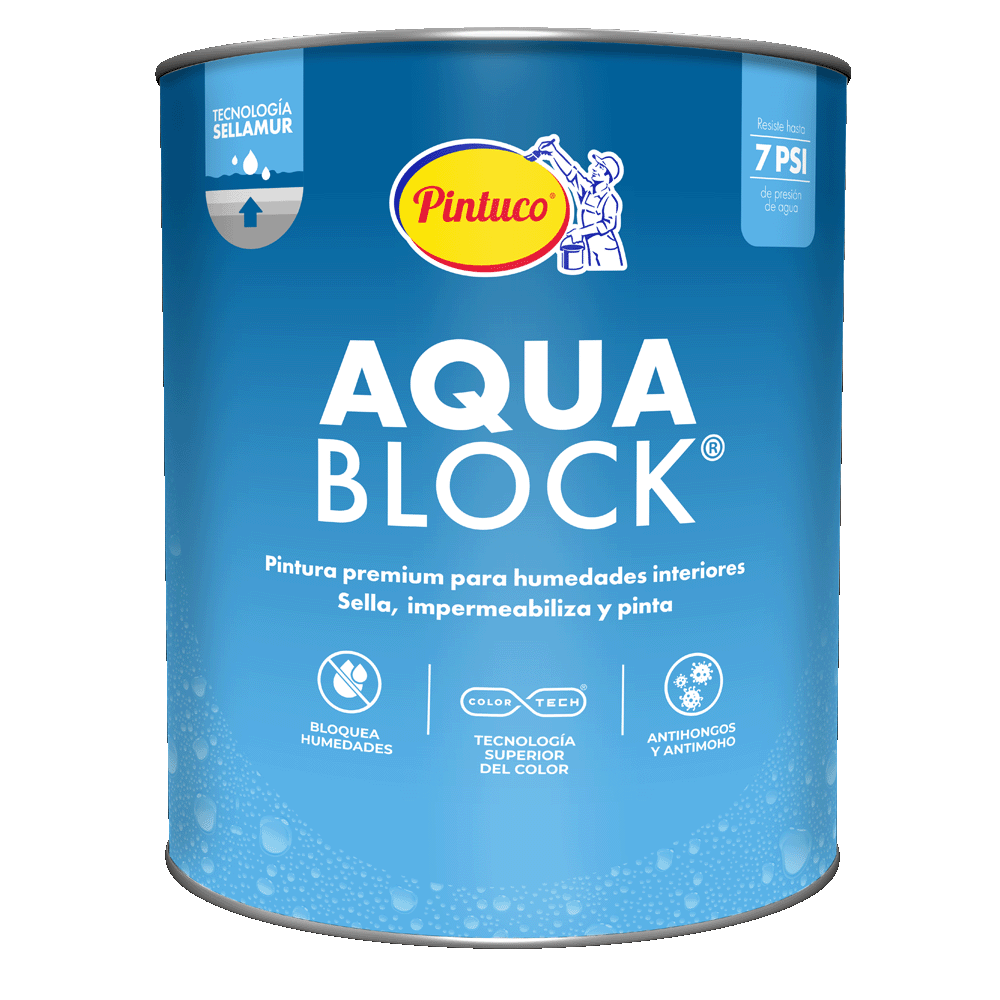 TECNOLOGÍA
SELLAMUR
Resiste hasta
7 PSI
de presión
de agua
Pintuco®
AQUA
BLOCK®
Pintura premium para humedades interiores
Sella, impermeabiliza y pinta
BLOQUEA
HUMEDADES
COLOR TECH®
TECNOLOGÍA
SUPERIOR
DEL COLOR
ANTIHONGOS
Y ANTIMOHO